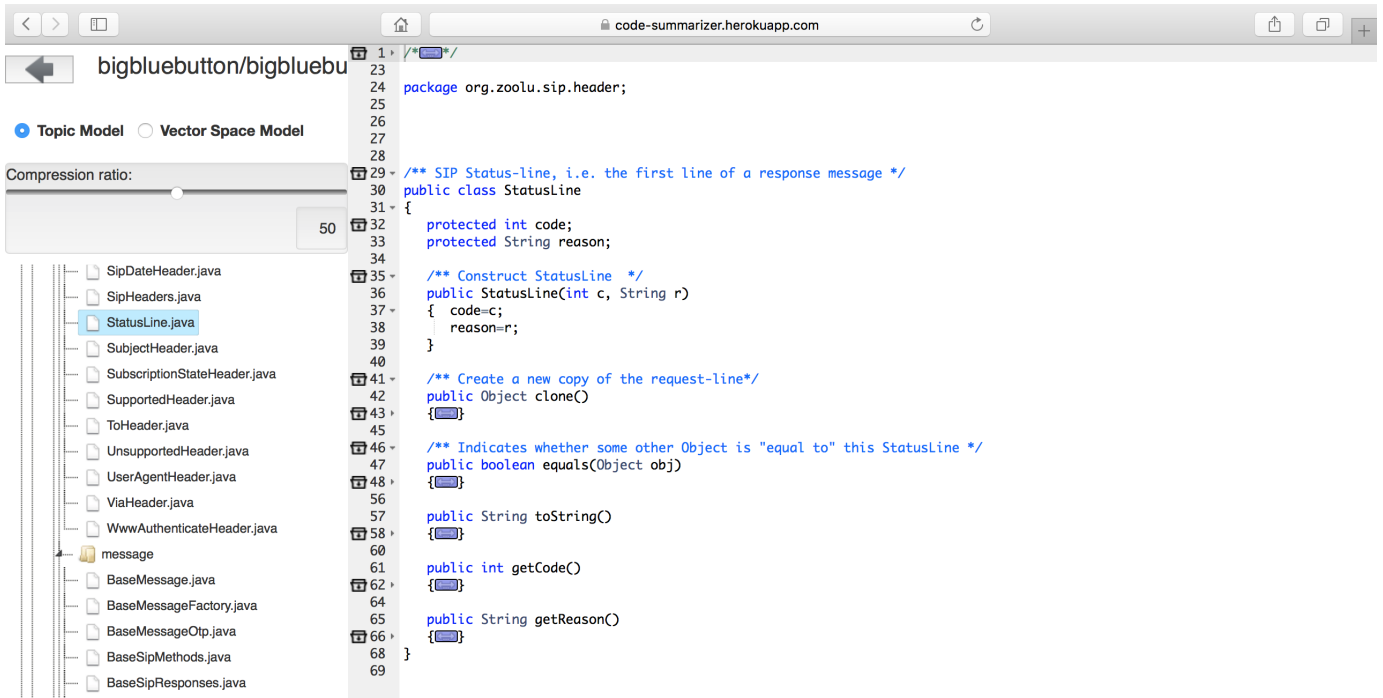 code-summarizer.herokuapp.com
bigbluebutton/bigbluebu
Topic Model Vector Space Model
Compression ratio:
50
SipDateHeader.java
SipHeaders.java
StatusLine.java
SubjectHeader.java
SubscriptionStateHeader.java
SupportedHeader.java
ToHeader.java
UnsupportedHeader.java
UserAgentHeader.java
ViaHeader.java
WwwAuthenticateHeader.java
message
BaseMessage.java
BaseMessageFactory.java
BaseMessageOtp.java
BaseSipMethods.java
BaseSipResponses.java
1 /* */
23
24 package org.zoolu.sip.header;
25
26
27
28
29 /** SIP Status-line, i.e. the first line of a response message */
30 public class StatusLine
31 {
32 protected int code;
33 protected String reason;
34
35 /** Construct StatusLine */
36 public StatusLine(int c, String r)
37 { code=c;
38 reason=r;
39 }
40
41 /** Create a new copy of the request-line*/
42 public Object clone()
43 { }
45
46 /** Indicates whether some other Object is "equal to" this StatusLine */
47 public boolean equals(Object obj)
48 { }
56
57 public String toString()
58 { }
60
61 public int getCode()
62 { }
64
65 public String getReason()
66 { }
68 }
69